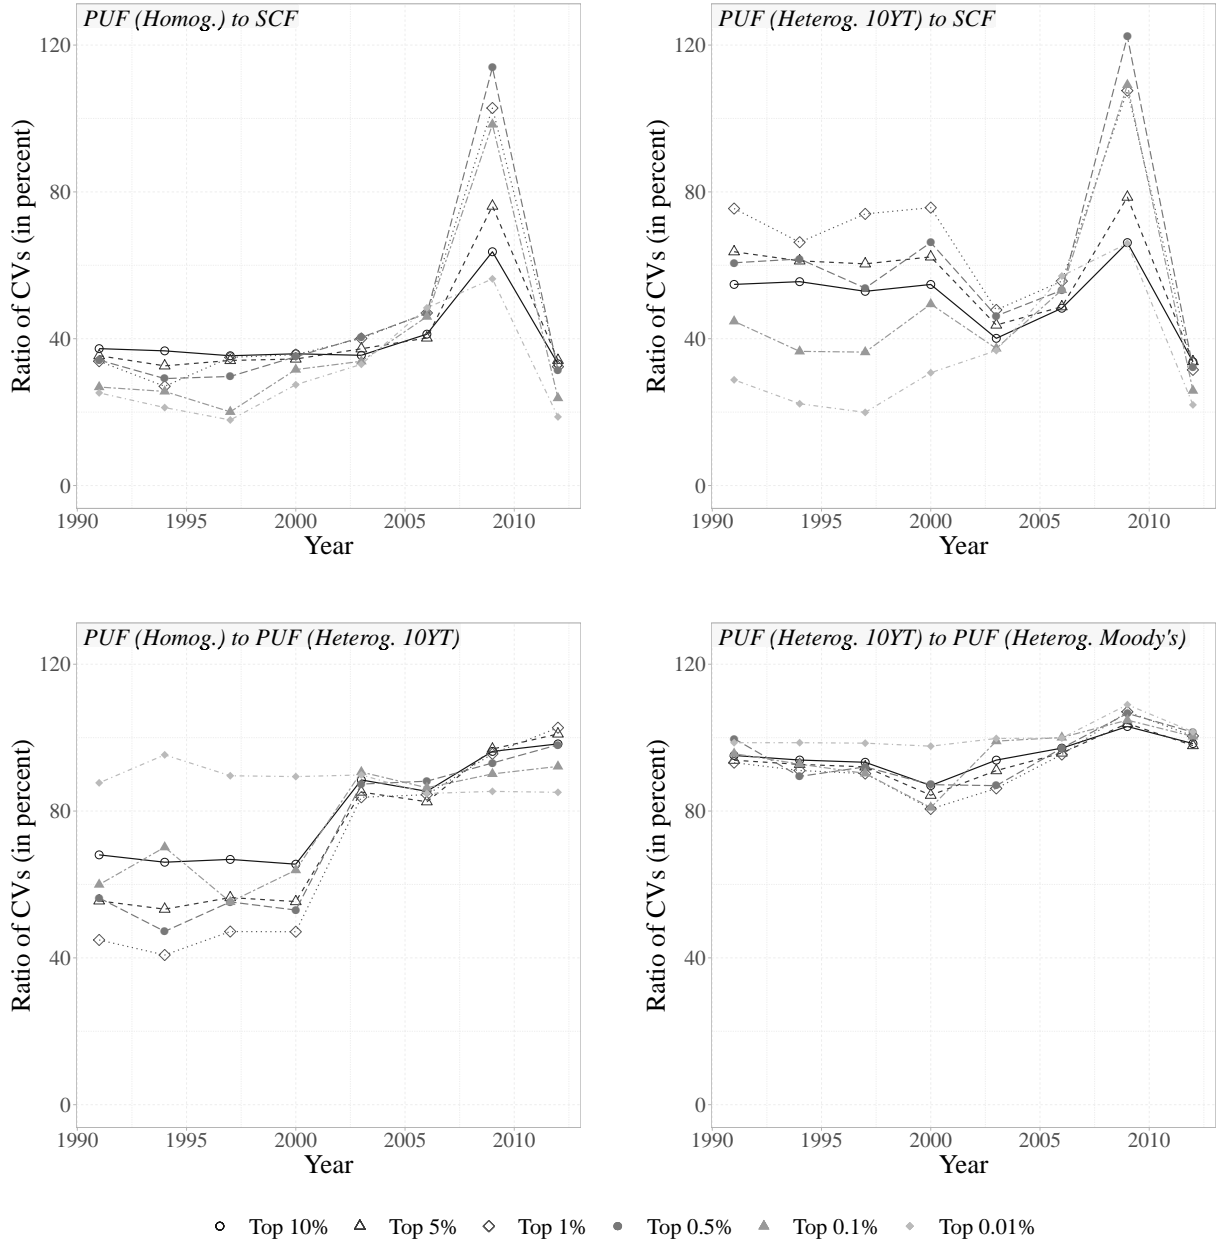 PUF (Homog.) to SCF
120
80
40
0
Ratio of CVs (in percent)
1990 1995 2000 2005 2010
Year
PUF (Heterog. 10YT) to SCF
120
80
40
0
Ratio of CVs (in percent)
1990 1995 2000 2005 2010
Year
PUF (Homog.) to PUF (Heterog. 10YT)
120
80
40
0
Ratio of CVs (in percent)
1990 1995 2000 2005 2010
Year
PUF (Heterog. 10YT) to PUF (Heterog. Moody's)
120
80
40
0
Ratio of CVs (in percent)
1990 1995 2000 2005 2010
Year
Top 10% Top 5% Top 1% Top 0.5% Top 0.1% Top 0.01%